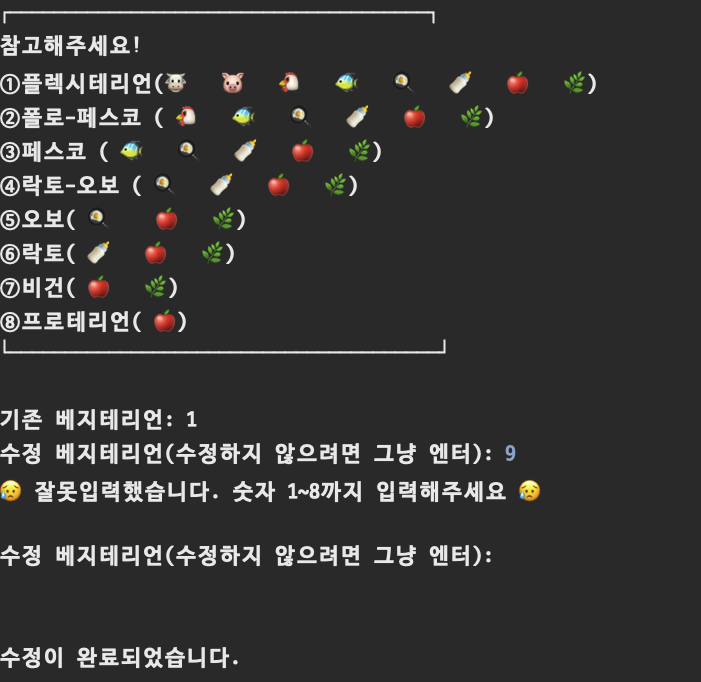 참고해주세요!
①플렉시테리언(🐮 🐷 🐔 🐠 🍳 🍼 🍎 🌿)
②폴로-페스코 ( 🐔 🐠 🍳 🍼 🍎 🌿)
③페스코 ( 🐠 🍳 🍼 🍎 🌿)
④락토-오보 ( 🍳 🍼 🍎 🌿)
⑤오보( 🍳 🍎 🌿)
⑥락토( 🍼 🍎 🌿)
⑦비건( 🍎 🌿)
⑧프로테리언( 🍎)
기존 베지테리언: 1
수정 베지테리언(수정하지 않으려면 그냥 엔터): 9
😥 잘못입력했습니다. 숫자 1~8까지 입력해주세요 😥
수정 베지테리언(수정하지 않으려면 그냥 엔터):
수정이 완료되었습니다.